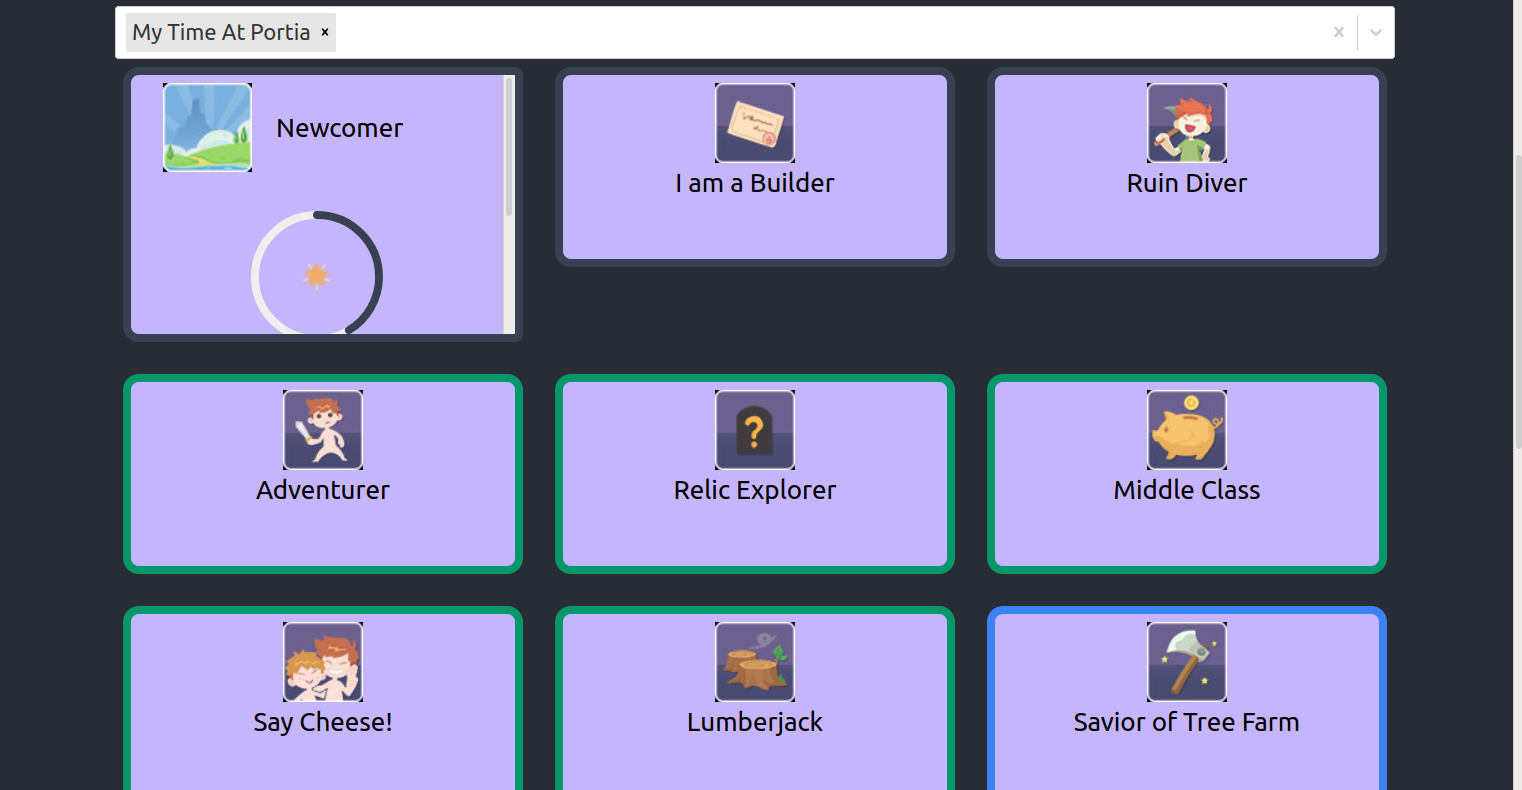 My Time At Portia
Newcomer
I am a Builder
Ruin Diver
Adventurer
Relic Explorer
Middle Class
Say Cheese!
Lumberjack
Savior of Tree Farm